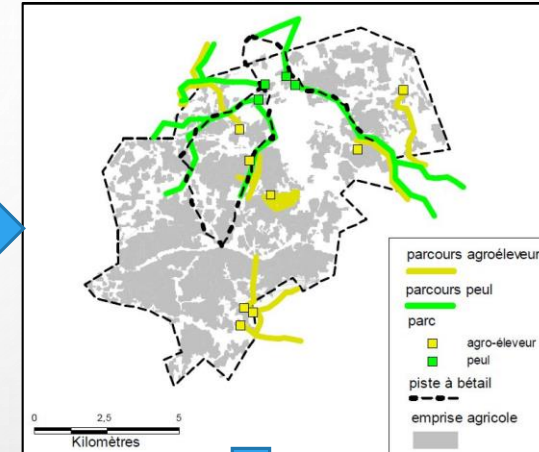 parcours agroéleveur
parcours peul
parc
agro-éleveur
peul
piste à bétail
emprise agricole
0 2,5 5
Kilomètres